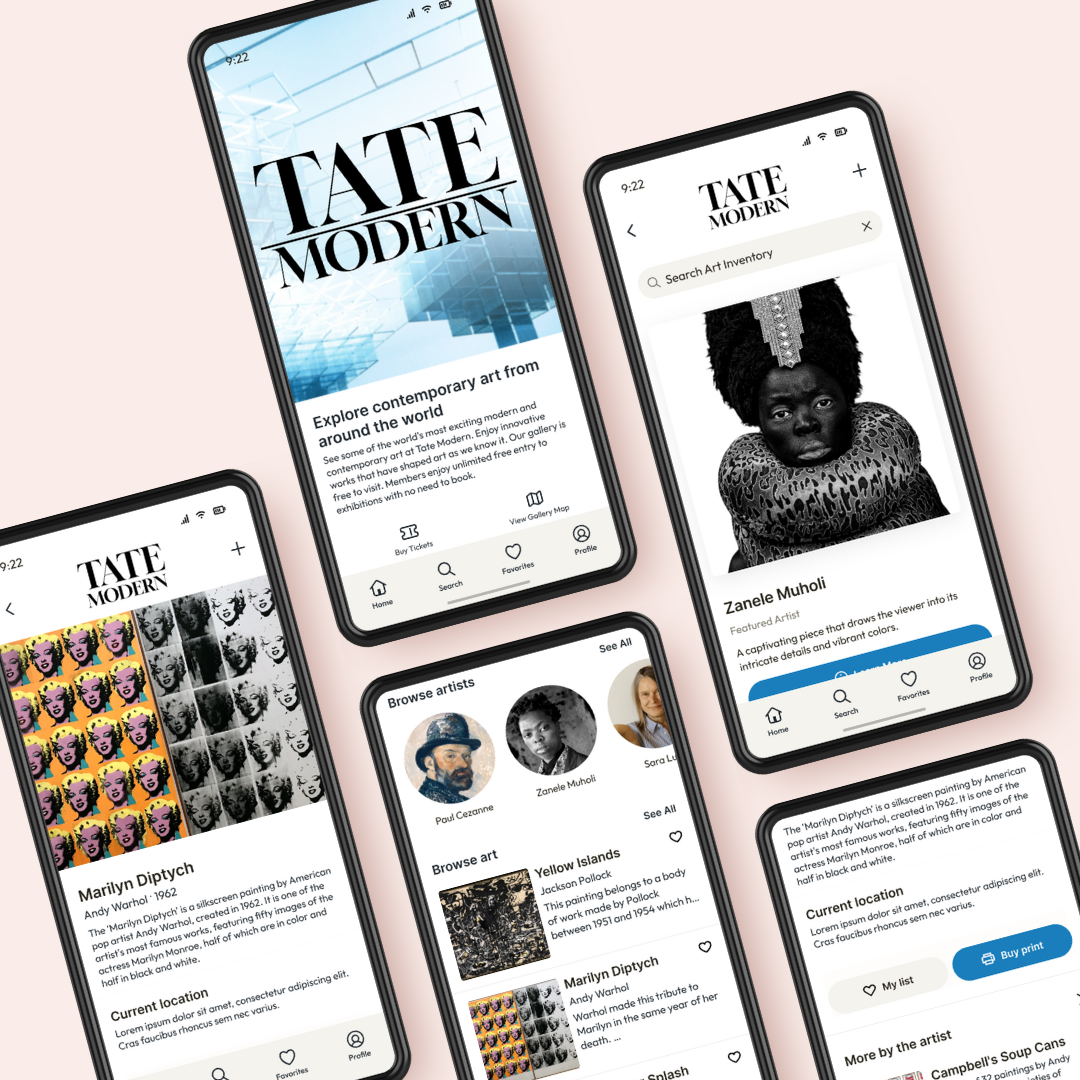 9:22
TATE
MODERN
Explore contemporary art from
around the world
See some of the world's most exciting modern and
contemporary art at Tate Modern. Enjoy innovative
works that have shaped art as we know it. Our gallery is
free to visit. Members enjoy unlimited free entry to
exhibitions with no need to book.
Buy Tickets
View Gallery Map
Home
Search
Favorites
Profile
9:22
TATE
MODERN
Search Art Inventory
Zanele Muholi
Featured Artist
A captivating piece that draws the viewer into its
intricate details and vibrant colors.
Home
Search
Favorites
Profile
9:22
TATE
MODERN
Marilyn Diptych
Andy Warhol · 1962
The 'Marilyn Diptych' is a silkscreen painting by American
pop artist Andy Warhol, created in 1962. It is one of the
artist's most famous works, featuring fifty images of the
actress Marilyn Monroe, half of which are in color and
half in black and white.
Current location
Lorem ipsum dolor sit amet, consectetur adipiscing elit.
Cras faucibus rhoncus sem nec varius.
Favorites
Profile
See All
Browse artists
Paul Cezanne
Zanele Muholi
Sara Lu
See All
Browse art
Yellow Islands
Jackson Pollock
This painting belongs to a body
of work made by Pollock
between 1951 and 1954 which h...
Marilyn Diptych
Andy Warhol
Warhol made this tribute to
Marilyn in the same year of her
death. ...
Splash
The 'Marilyn Diptych' is a silkscreen painting by American
pop artist Andy Warhol, created in 1962. It is one of the
artist's most famous works, featuring fifty images of the
actress Marilyn Monroe, half of which are in color and
half in black and white.
Current location
Lorem ipsum dolor sit amet, consectetur adipiscing elit.
Cras faucibus rhoncus sem nec varius.
My list
Buy print
More by the artist
Campbell's Soup Cans
32 paintings by Andy